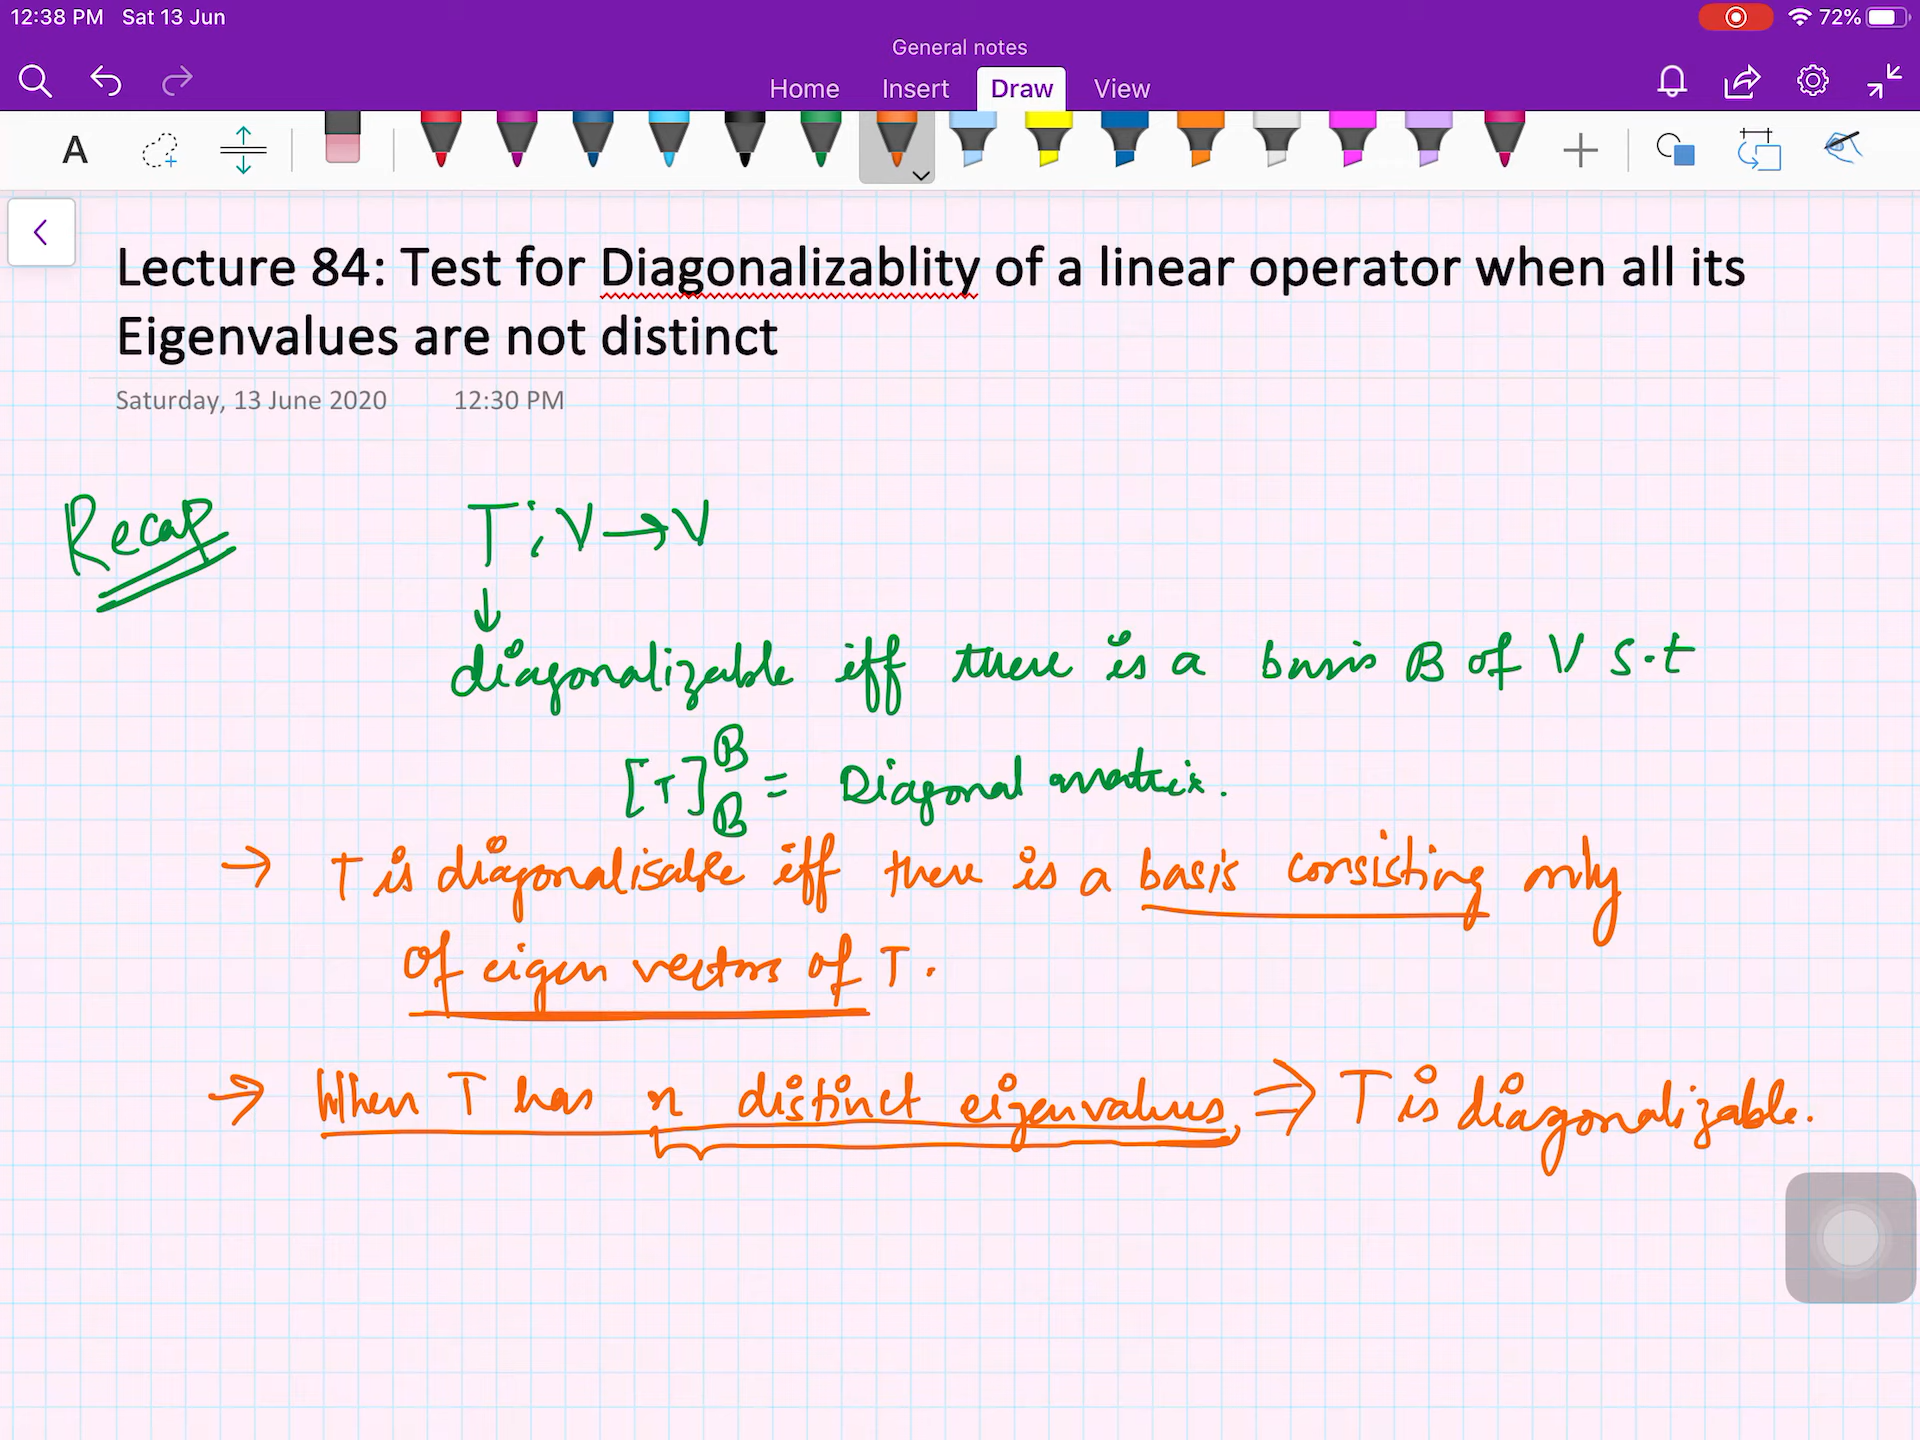 12:38 PM Sat 13 Jun
72%
General notes
Home Insert Draw View
A
Lecture 84: Test for Diagonalizablity of a linear operator when all its
Eigenvalues are not distinct
Saturday, 13 June 2020 12:30 PM
Recap
T : V → V
↓
diagonalizable iff there is a basis B of V s.t
[T]_B^B = Diagonal matrix.
→ T is diagonalisable iff there is a basis consisting only
of eigen vectors of T.
→ When T has n distinct eigenvalues, ⇒ T is diagonalizable.